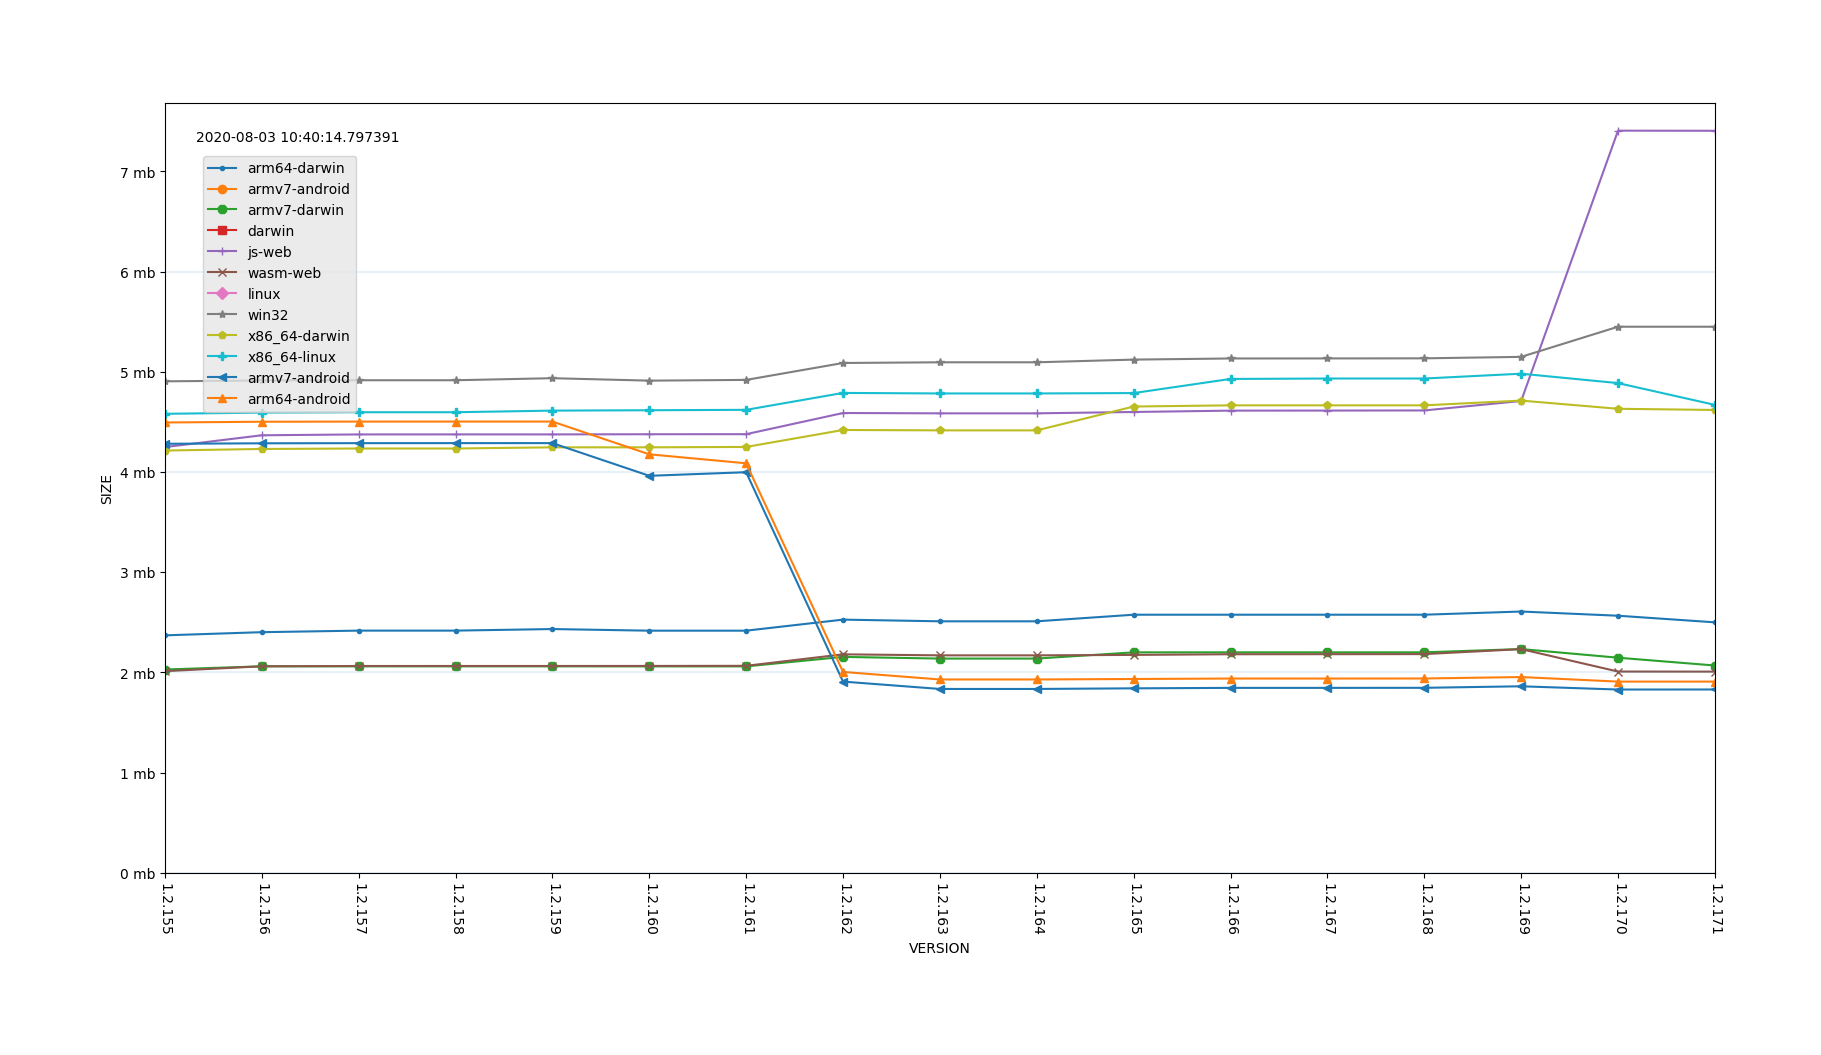 2020-08-03 10:40:14.797391
arm64-darwin
armv7-android
armv7-darwin
darwin
js-web
wasm-web
linux
win32
x86_64-darwin
x86_64-linux
armv7-android
arm64-android
7 mb
6 mb
5 mb
4 mb
3 mb
2 mb
1 mb
0 mb
SIZE
1.2.155
1.2.156
1.2.157
1.2.158
1.2.159
1.2.160
1.2.161
1.2.162
1.2.163
1.2.164
1.2.165
1.2.166
1.2.167
1.2.168
1.2.169
1.2.170
1.2.171
VERSION